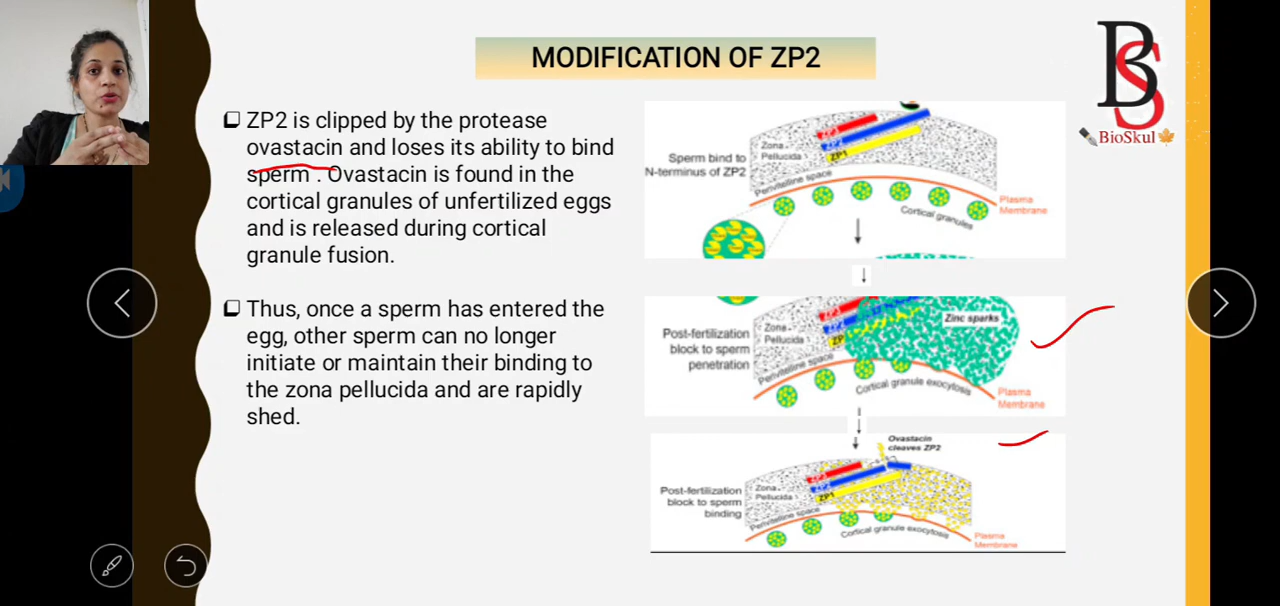 MODIFICATION OF ZP2
BS
BioSkul
ZP2 is clipped by the protease
ovastacin and loses its ability to bind
sperm . Ovastacin is found in the
cortical granules of unfertilized eggs
and is released during cortical
granule fusion.
Thus, once a sperm has entered the
egg, other sperm can no longer
initiate or maintain their binding to
the zona pellucida and are rapidly
shed.
Sperm bind to
N-terminus of ZP2
Zona
Pellucida
ZP1
Perivitelline space
Cortical granules
Plasma
Membrane
Post-fertilization
block to sperm
penetration
Zona
Pellucida
Zinc sparks
Perivitelline space
Cortical granule exocytosis
Plasma
Membrane
Ovastacin
cleaves ZP2
Post-fertilization
block to sperm
binding
Zona
Pellucida
ZP1
Perivitelline space
Cortical granule exocytosis
Plasma
Membrane